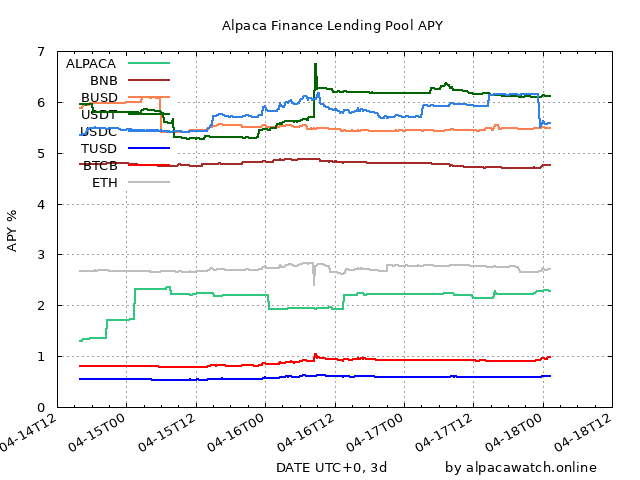 Alpaca Finance Lending Pool APY
7
6
5
4
3
2
1
0
APY %
ALPACA
BNB
BUSD
USDT
USDC
TUSD
BTCB
ETH
04-14T12
04-15T00
04-15T12
04-16T00
04-16T12
04-17T00
04-17T12
04-18T00
04-18T12
DATE UTC+0, 3d
by alpacawatch.online